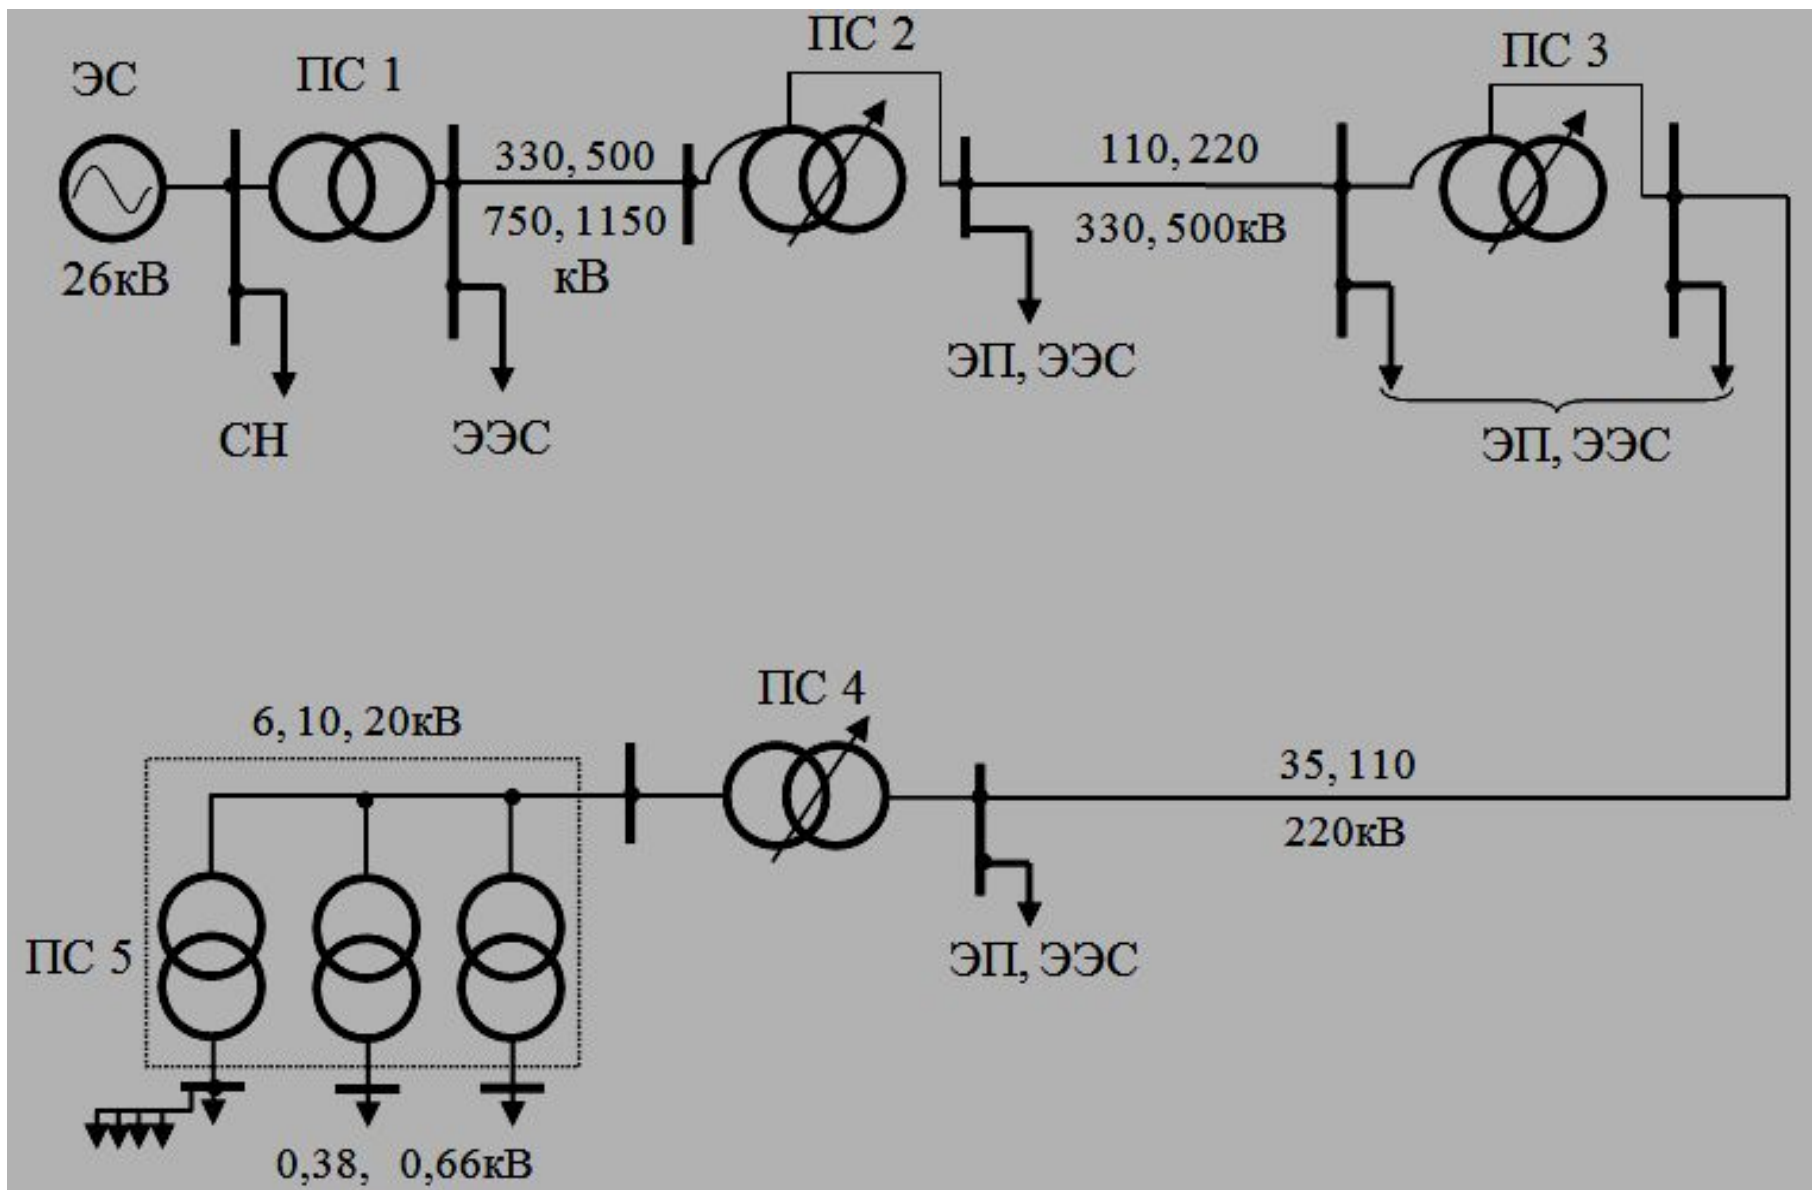 ЭС
ПС 1
ПС 2
ПС 3
330, 500
750, 1150
кВ
110, 220
330, 500кВ
26кВ
СН
ЭЭС
ЭП, ЭЭС
ЭП, ЭЭС
ПС 4
6, 10, 20кВ
35, 110
220кВ
ЭП, ЭЭС
ПС 5
0,38, 0,66кВ